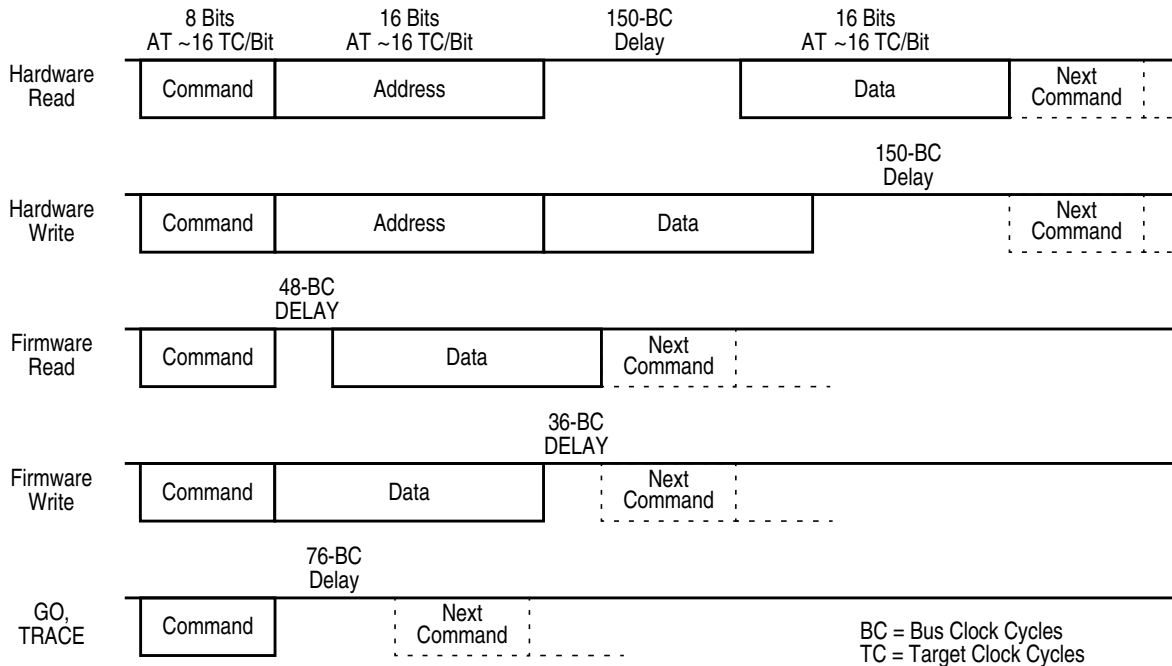 8 Bits
AT ~16 TC/Bit
16 Bits
AT ~16 TC/Bit
150-BC
Delay
16 Bits
AT ~16 TC/Bit
Hardware
Read
Command
Address
Data
Next
Command
150-BC
Delay
Hardware
Write
Command
Address
Data
Next
Command
48-BC
DELAY
Firmware
Read
Command
Data
Next
Command
36-BC
DELAY
Firmware
Write
Command
Data
Next
Command
76-BC
Delay
GO,
TRACE
Command
Next
Command
BC = Bus Clock Cycles
TC = Target Clock Cycles